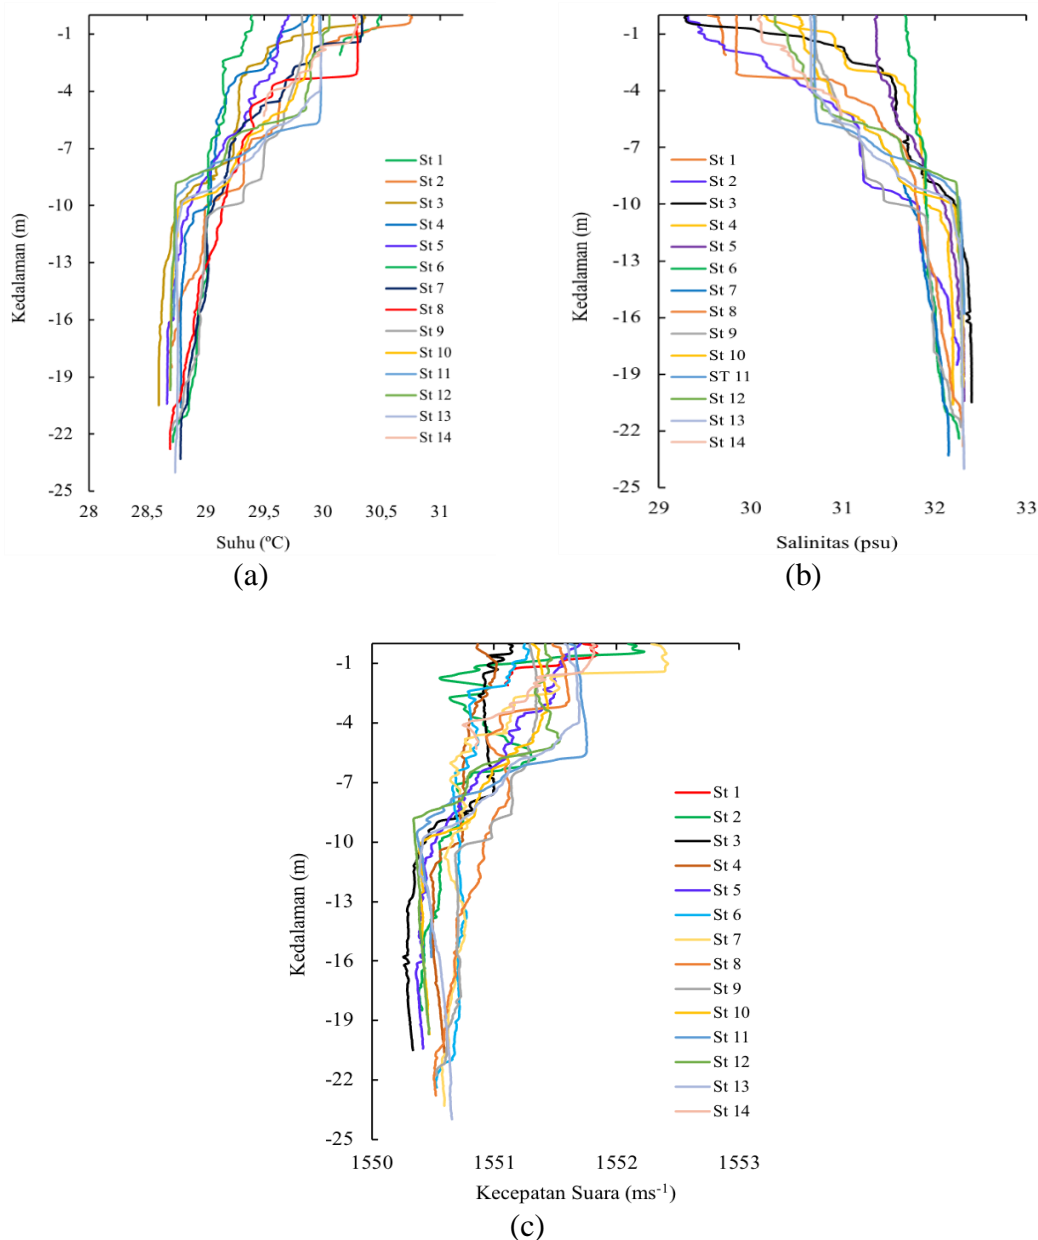 -1
-4
-7
-10
-13
-16
-19
-22
-25
28
28,5
29
29,5
30
30,5
31
Kedalaman (m)
Suhu (ºC)
St 1
St 2
St 3
St 4
St 5
St 6
St 7
St 8
St 9
St 10
St 11
St 12
St 13
St 14
(a)
-1
-4
-7
-10
-13
-16
-19
-22
-25
29
30
31
32
33
Kedalaman (m)
Salinitas (psu)
St 1
St 2
St 3
St 4
St 5
St 6
St 7
St 8
St 9
St 10
ST 11
St 12
St 13
St 14
(b)
-1
-4
-7
-10
-13
-16
-19
-22
-25
1550
1551
1552
1553
Kedalaman (m)
Kecepatan Suara (ms⁻¹)
St 1
St 2
St 3
St 4
St 5
St 6
St 7
St 8
St 9
St 10
St 11
St 12
St 13
St 14
(c)